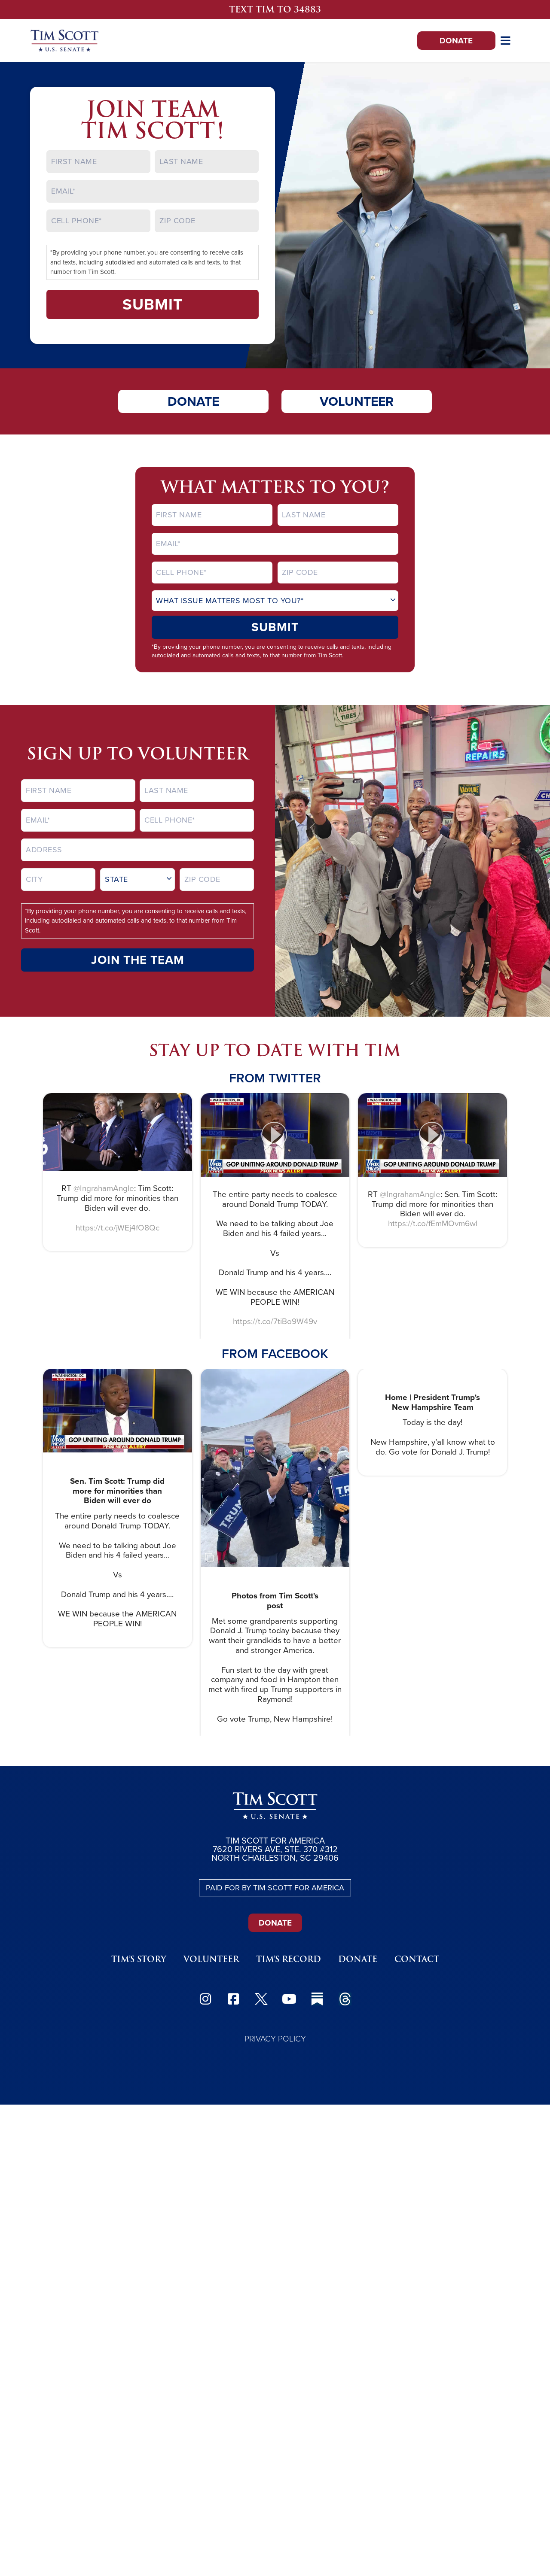 TEXT TIM TO 34883
TIM SCOTT
★ U.S. SENATE ★
DONATE
JOIN TEAM
TIM SCOTT!
FIRST NAME
LAST NAME
EMAIL*
CELL PHONE*
ZIP CODE
*By providing your phone number, you are consenting to receive calls
and texts, including autodialed and automated calls and texts, to that
number from Tim Scott.
SUBMIT
DONATE
VOLUNTEER
WHAT MATTERS TO YOU?
FIRST NAME
LAST NAME
EMAIL*
CELL PHONE*
ZIP CODE
WHAT ISSUE MATTERS MOST TO YOU?*
SUBMIT
*By providing your phone number, you are consenting to receive calls and texts, including
autodialed and automated calls and texts, to that number from Tim Scott.
SIGN UP TO VOLUNTEER
FIRST NAME
LAST NAME
EMAIL*
CELL PHONE*
ADDRESS
CITY
STATE
ZIP CODE
*By providing your phone number, you are consenting to receive calls and texts,
including autodialed and automated calls and texts, to that number from Tim
Scott.
JOIN THE TEAM
KELLY
TIRES
CAR
REPAIRS
VALVOLINE
STAY UP TO DATE WITH TIM
FROM TWITTER
RT @IngrahamAngle: Tim Scott:
Trump did more for minorities than
Biden will ever do.
https://t.co/jWEj4fO8Qc
WASHINGTON, DC
GOP UNITING AROUND DONALD TRUMP
FOX NEWS ALERT
The entire party needs to coalesce
around Donald Trump TODAY.
We need to be talking about Joe
Biden and his 4 failed years...
Vs
Donald Trump and his 4 years....
WE WIN because the AMERICAN
PEOPLE WIN!
https://t.co/7tiBo9W49v
WASHINGTON, DC
GOP UNITING AROUND DONALD TRUMP
FOX NEWS ALERT
RT @IngrahamAngle: Sen. Tim Scott:
Trump did more for minorities than
Biden will ever do.
https://t.co/fEmMOvm6wl
FROM FACEBOOK
WASHINGTON, DC
GOP UNITING AROUND DONALD TRUMP
FOX NEWS ALERT
Sen. Tim Scott: Trump did
more for minorities than
Biden will ever do
The entire party needs to coalesce
around Donald Trump TODAY.
We need to be talking about Joe
Biden and his 4 failed years...
Vs
Donald Trump and his 4 years....
WE WIN because the AMERICAN
PEOPLE WIN!
TRUMP
TRUMP
Photos from Tim Scott's
post
Met some grandparents supporting
Donald J. Trump today because they
want their grandkids to have a better
and stronger America.
Fun start to the day with great
company and food in Hampton then
met with fired up Trump supporters in
Raymond!
Go vote Trump, New Hampshire!
Home | President Trump's
New Hampshire Team
Today is the day!
New Hampshire, y'all know what to
do. Go vote for Donald J. Trump!
TIM SCOTT
★ U.S. SENATE ★
TIM SCOTT FOR AMERICA
7620 RIVERS AVE, STE. 370 #312
NORTH CHARLESTON, SC 29406
PAID FOR BY TIM SCOTT FOR AMERICA
DONATE
TIM'S STORY
VOLUNTEER
TIM'S RECORD
DONATE
CONTACT
PRIVACY POLICY